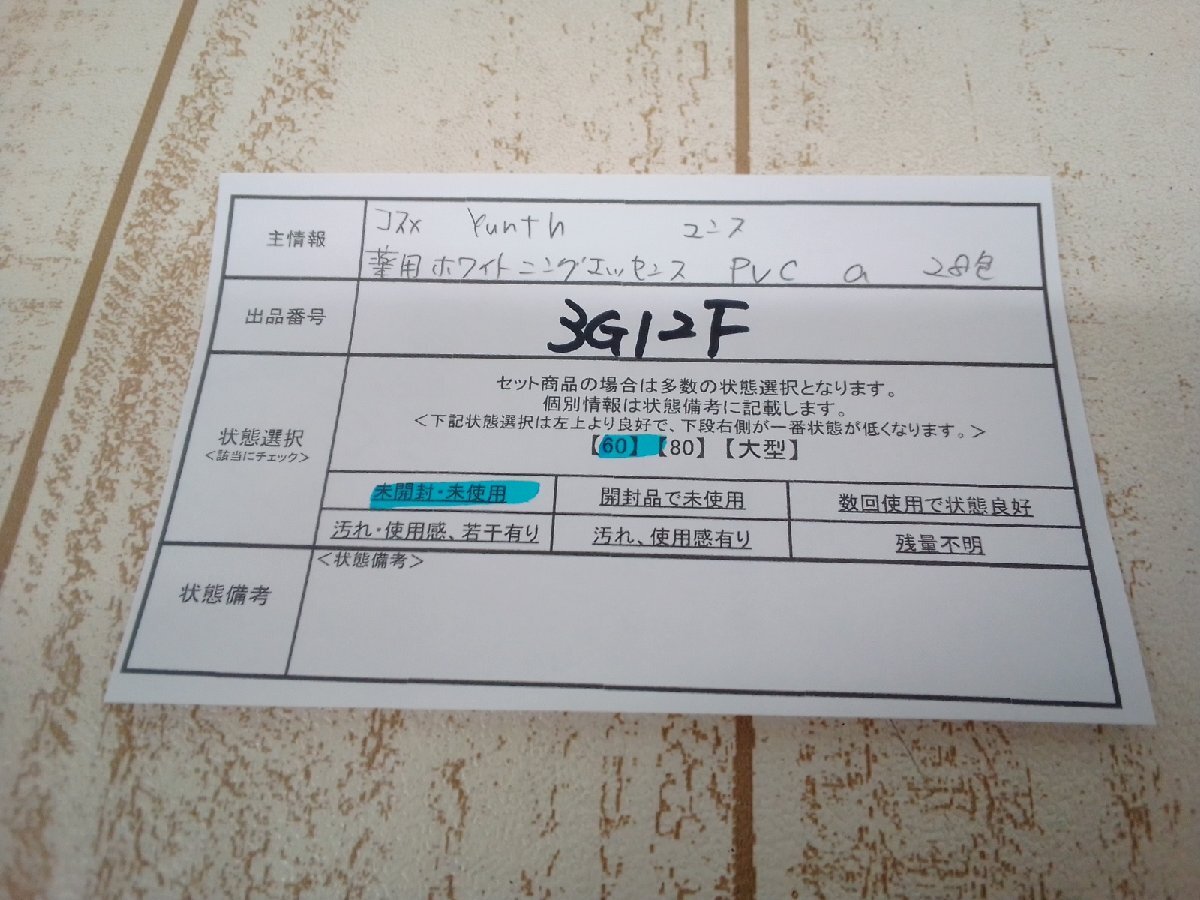 主情報
コスメ Yunth ユンス
薬用ホワイトニングエッセンス PVC a 28包
出品番号
3G12F
状態選択
<該当にチェック>
セット商品の場合は多数の状態選択となります。
個別情報は状態備考に記載します。
<下記状態選択は左上より良好で、下段右側が一番状態が低くなります。>
【60】【80】【大型】
未開封・未使用 開封品で未使用 数回使用で状態良好
汚れ・使用感、若干有り 汚れ、使用感有り 残量不明
状態備考
<状態備考>